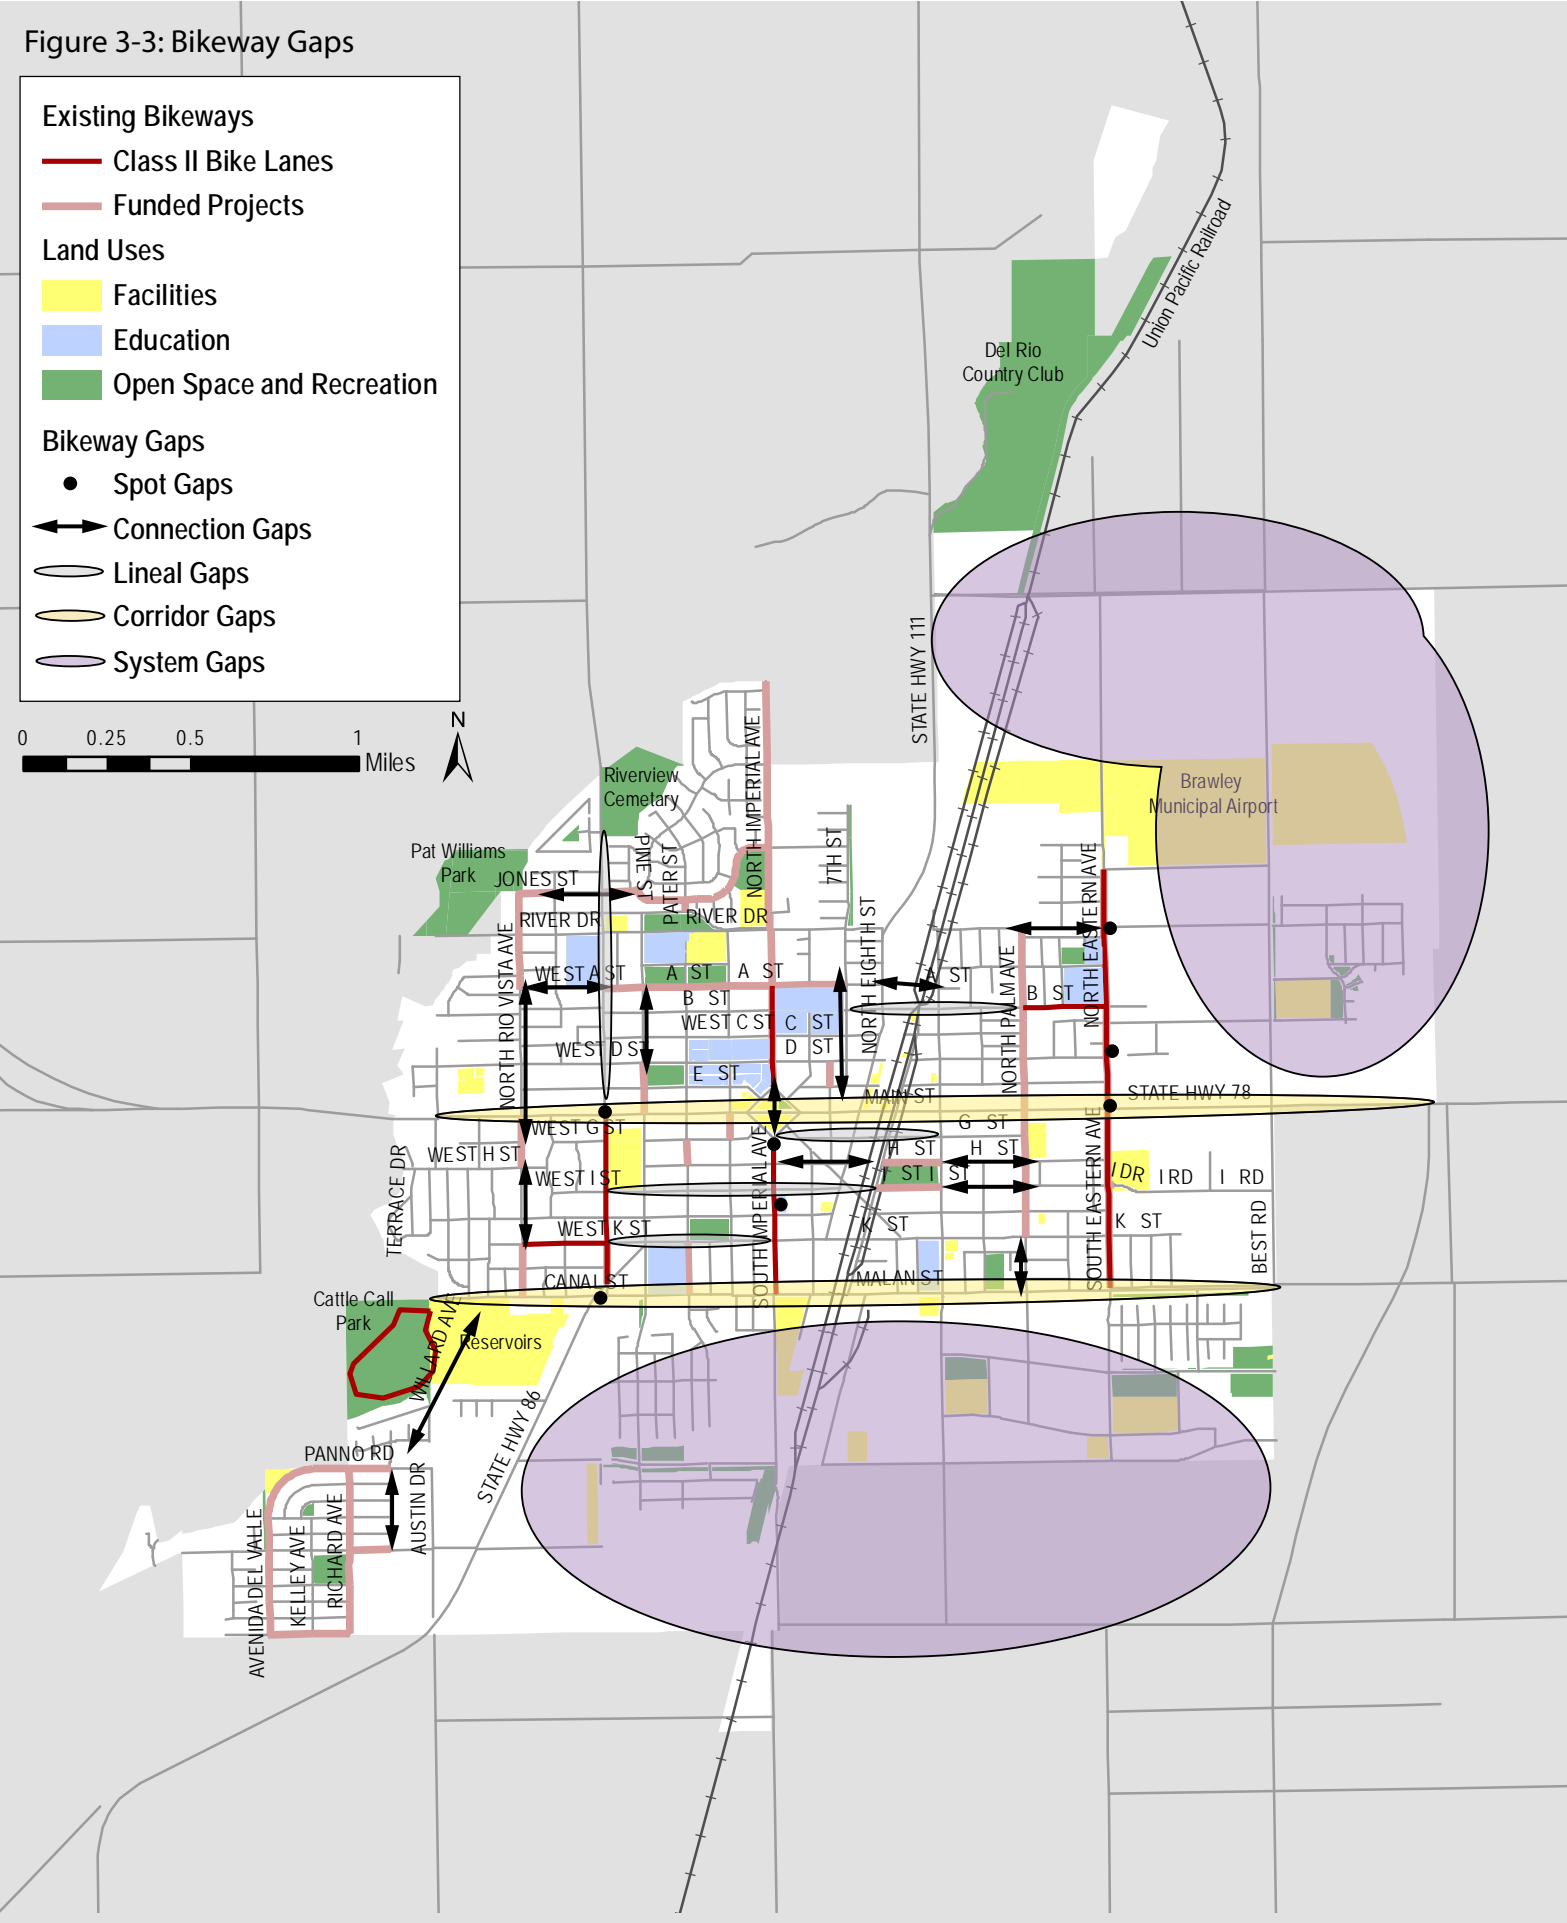 Figure 3-3: Bikeway Gaps
Existing Bikeways
Class II Bike Lanes
Funded Projects
Land Uses
Facilities
Education
Open Space and Recreation
Bikeway Gaps
Spot Gaps
Connection Gaps
Lineal Gaps
Corridor Gaps
System Gaps
0 0.25 0.5 1
Miles
N
Union Pacific Railroad
Del Rio
Country Club
STATE HWY 111
Brawley
Municipal Airport
Riverview
Cemetary
NORTH IMPERIAL AVE
Pat Williams
Park
JONES ST
PINE ST
PATER ST
7TH ST
RIVER DR
RIVER DR
NORTH EIGHTH ST
NORTH EASTERN AVE
NORTH RIO VISTA AVE
WEST A ST
A ST
A ST
A ST
B ST
B ST
NORTH PALM AVE
WEST C ST
C ST
WEST D ST
D ST
E ST
MAIN ST
STATE HWY 78
WEST G ST
G ST
WEST H ST
H ST
H ST
WEST I ST
I ST
I ST
I DR
I RD
I RD
TERRACE DR
SOUTH IMPERIAL AVE
SOUTH EASTERN AVE
WEST K ST
K ST
K ST
BEST RD
CANAL ST
MALAN ST
Cattle Call
Park
WILLARD AVE
Reservoirs
STATE HWY 86
PANNO RD
AUSTIN DR
AVENIDA DEL VALLE
KELLEY AVE
RICHARD AVE